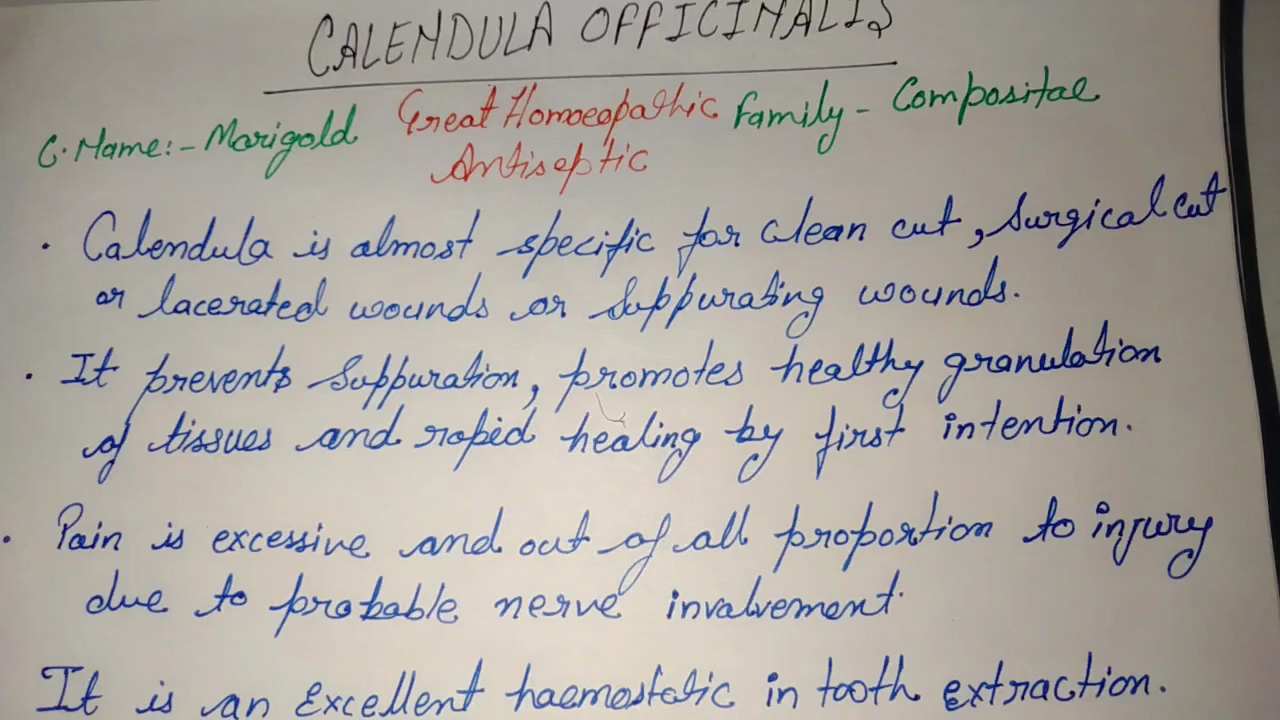 CALENDULA OFFICINALIS
C. Name:- Marigold Great Homoeopathic Family - Compositae
Antiseptic
• Calendula is almost specific for clean cut, Surgical cut
or lacerated wounds or Suppurating wounds.
• It prevents Suppuration, promotes healthy granulation
of tissues and rapid healing by first intention.
• Pain is excessive and out of all proportion to injury
due to probable nerve involvement.
It is an Excellent haemostatic in tooth extraction.